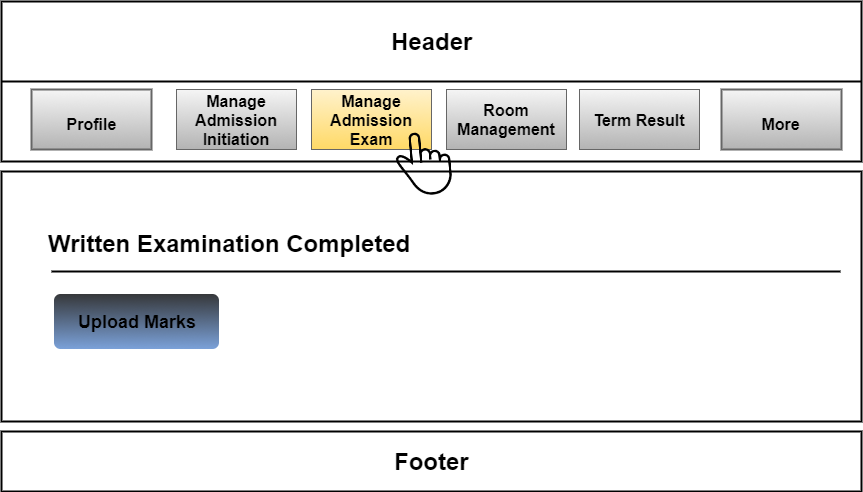 Header
Profile
Manage
Admission
Initiation
Manage
Admission
Exam
Room
Management
Term Result
More
Written Examination Completed
Upload Marks
Footer